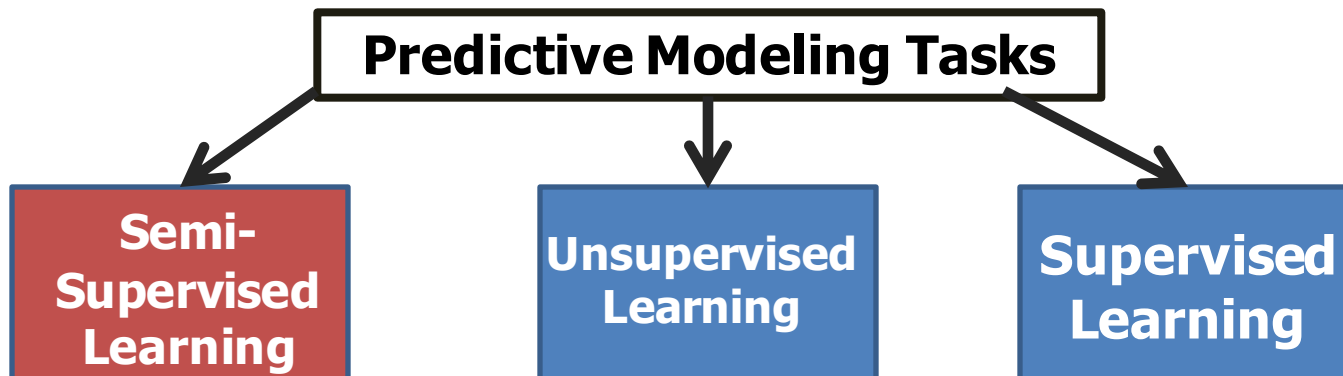 Predictive Modeling Tasks
Semi-
Supervised
Learning
Unsupervised
Learning
Supervised
Learning